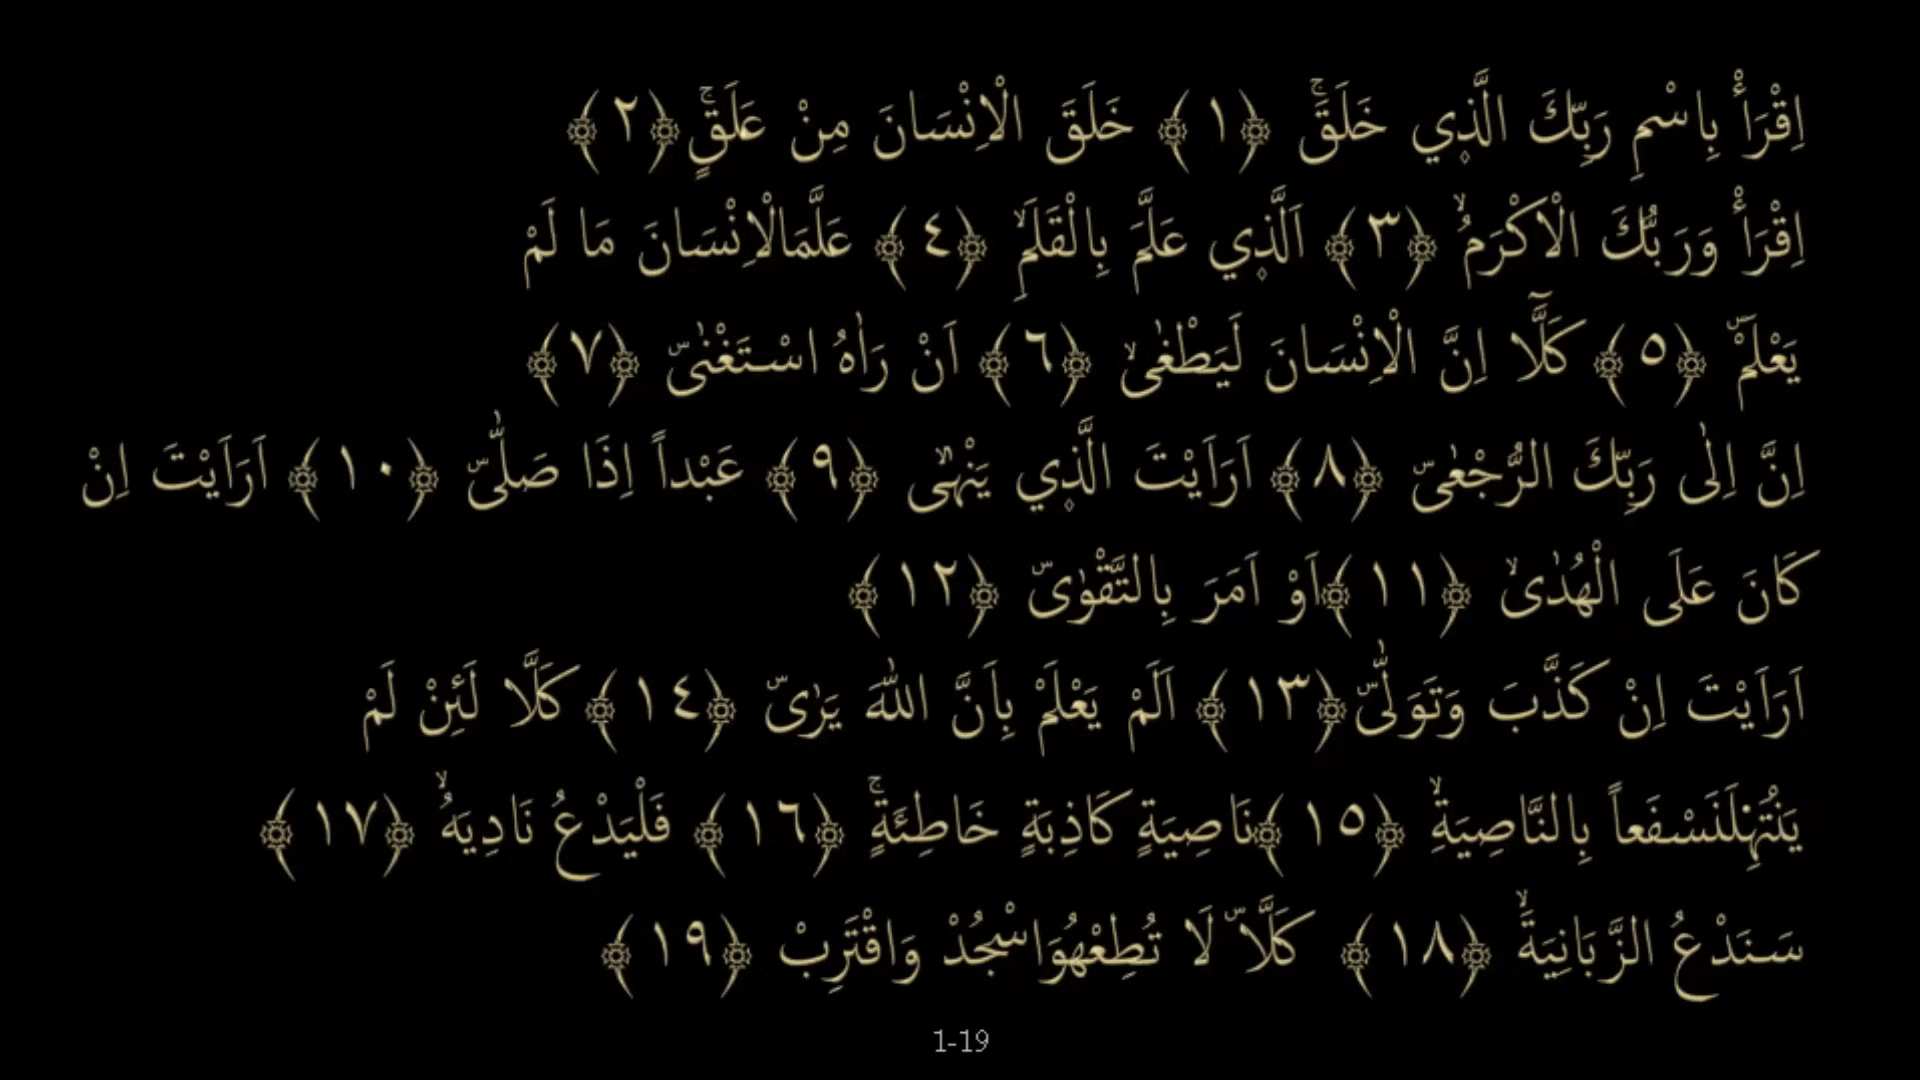 اِقْرَأْ بِاسْمِ رَبِّكَ الَّذِي خَلَقَۚ ﴿١﴾ خَلَقَ الْاِنْسَانَ مِنْ عَلَقٍۚ ﴿٢﴾
اِقْرَأْ وَرَبُّكَ الْاَكْرَمُۙ ﴿٣﴾ اَلَّذِي عَلَّمَ بِالْقَلَمِۙ ﴿٤﴾ عَلَّمَالْاِنْسَانَ مَا لَمْ
يَعْلَمْۜ ﴿٥﴾ كَلَّٓا اِنَّ الْاِنْسَانَ لَيَطْغٰىۙ ﴿٦﴾ اَنْ رَاٰهُ اسْتَغْنٰىۜ ﴿٧﴾
اِنَّ اِلٰى رَبِّكَ الرُّجْعٰىۜ ﴿٨﴾ اَرَاَيْتَ الَّذِي يَنْهٰىۙ ﴿٩﴾ عَبْداً اِذَا صَلّٰىۜ ﴿١٠﴾ اَرَاَيْتَ اِنْ
كَانَ عَلَى الْهُدٰىۙ ﴿١١﴾اَوْ اَمَرَ بِالتَّقْوٰىۜ ﴿١٢﴾
اَرَاَيْتَ اِنْ كَذَّبَ وَتَوَلّٰىۜ ﴿١٣﴾ اَلَمْ يَعْلَمْ بِاَنَّ اللّٰهَ يَرٰىۜ ﴿١٤﴾ كَلَّا لَئِنْ لَمْ
يَنْتَهِلَنَسْفَعاً بِالنَّاصِيَةِۙ ﴿١٥﴾نَاصِيَةٍ كَاذِبَةٍ خَاطِئَةٍۚ ﴿١٦﴾ فَلْيَدْعُ نَادِيَهُۙ ﴿١٧﴾
سَنَدْعُ الزَّبَانِيَةَۙ ﴿١٨﴾ كَلَّاۜ لَا تُطِعْهُوَاسْجُدْ وَاقْتَرِبْ ﴿١٩﴾
1-19